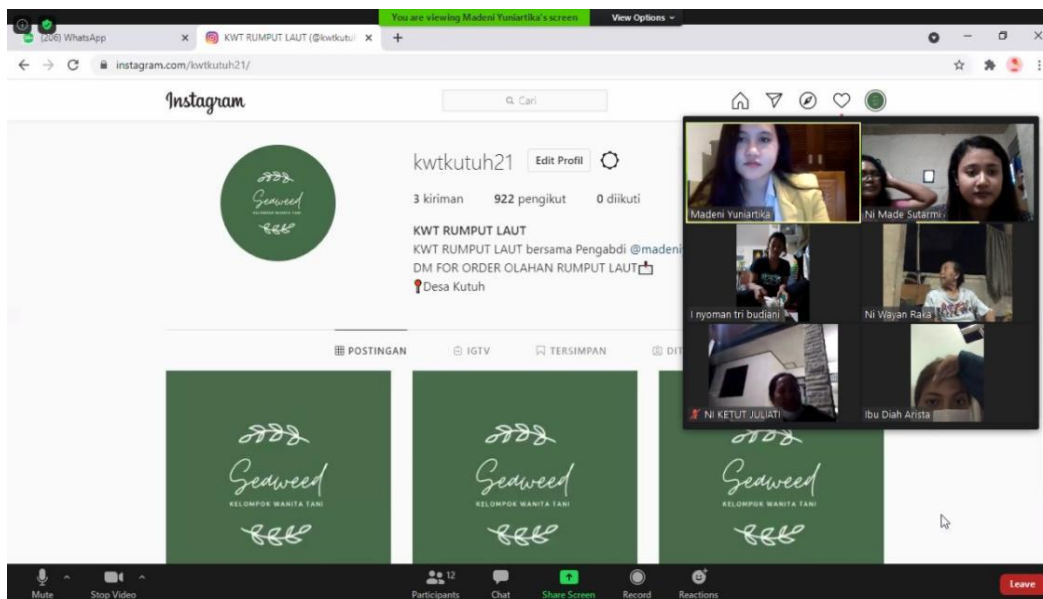 You are viewing Madeni Yuniartika's screen
View Options
(206) WhatsApp
KWT RUMPUT LAUT (@kwtkutuh
instagram.com/kwtkutuh21/
Instagram
Cari
kwtkutuh21
Edit Profil
3 kiriman 922 pengikut 0 diikuti
KWT RUMPUT LAUT
KWT RUMPUT LAUT bersama Pengabdi @madeni
DM FOR ORDER OLAHAN RUMPUT LAUT
Desa Kutuh
Seaweed
KELOMPOK WANITA TANI
Madeni Yuniartika
Ni Made Sutarmi
I nyoman tri budiani
Ni Wayan Raka
NI KETUT JULIATI
Ibu Diah Arista
POSTINGAN
IGTV
TERSIMPAN
DIT
Seaweed
KELOMPOK WANITA TANI
Seaweed
KELOMPOK WANITA TANI
Seaweed
KELOMPOK WANITA TANI
Mute
Stop Video
12
Participants
Chat
Share Screen
Record
Reactions
Leave